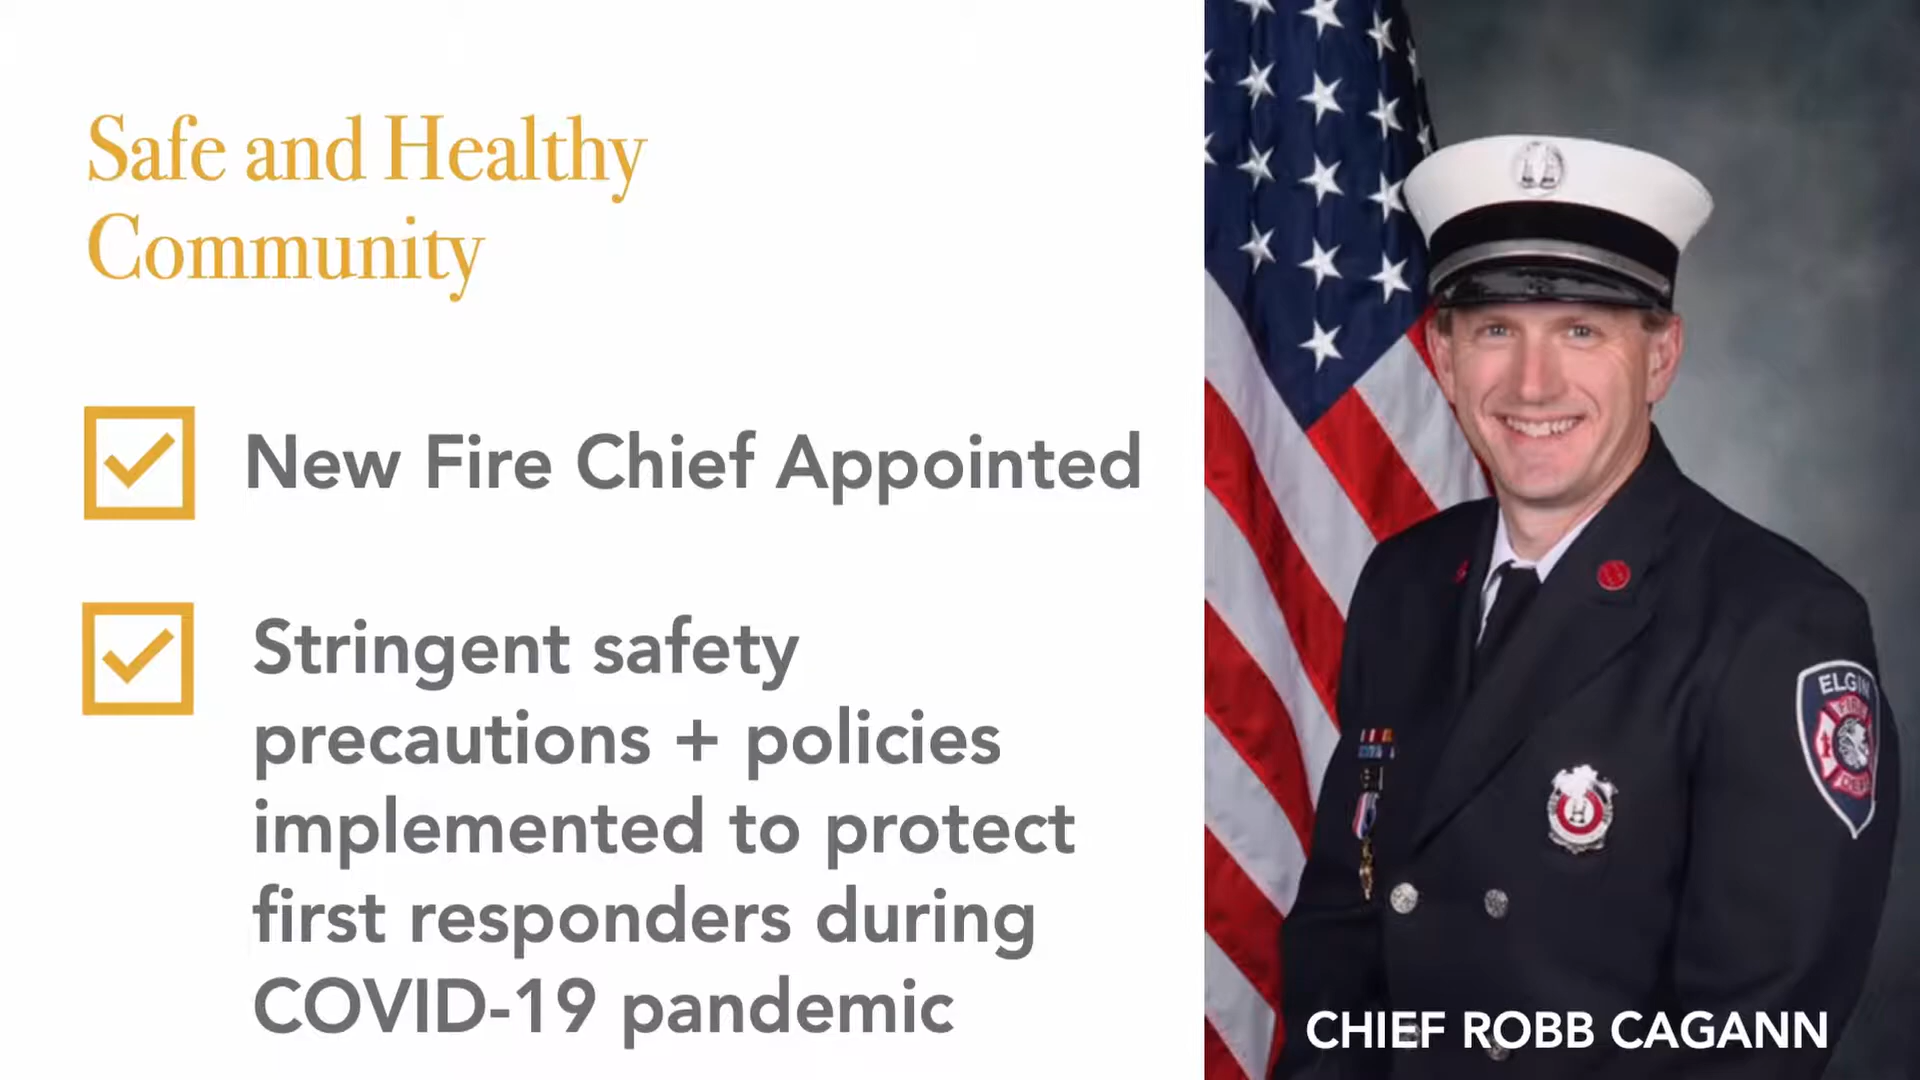 Safe and Healthy
Community
New Fire Chief Appointed
Stringent safety
precautions + policies
implemented to protect
first responders during
COVID-19 pandemic
ELGIN
FIRE
CHIEF ROBB CAGANN